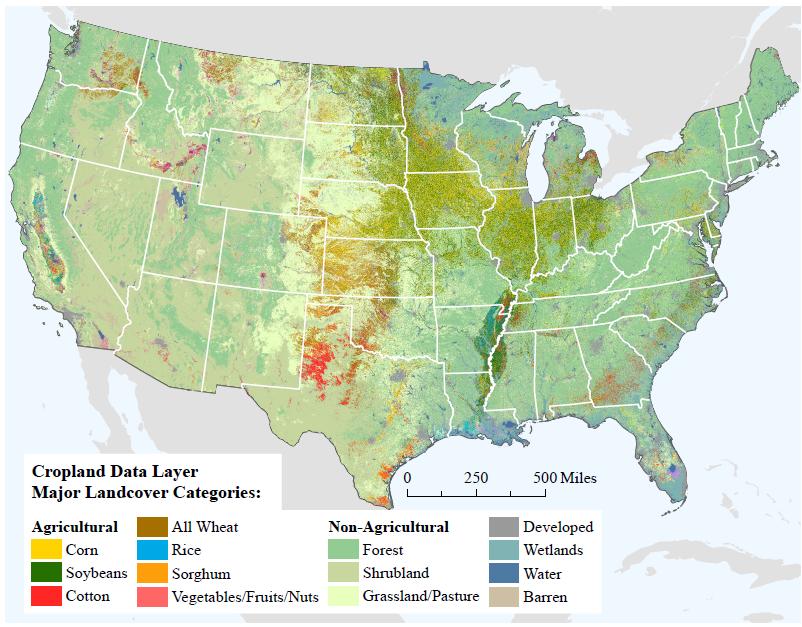 Cropland Data Layer
Major Landcover Categories:
0 250 500 Miles
Agricultural
Corn
Soybeans
Cotton
All Wheat
Rice
Sorghum
Vegetables/Fruits/Nuts
Non-Agricultural
Forest
Shrubland
Grassland/Pasture
Developed
Wetlands
Water
Barren